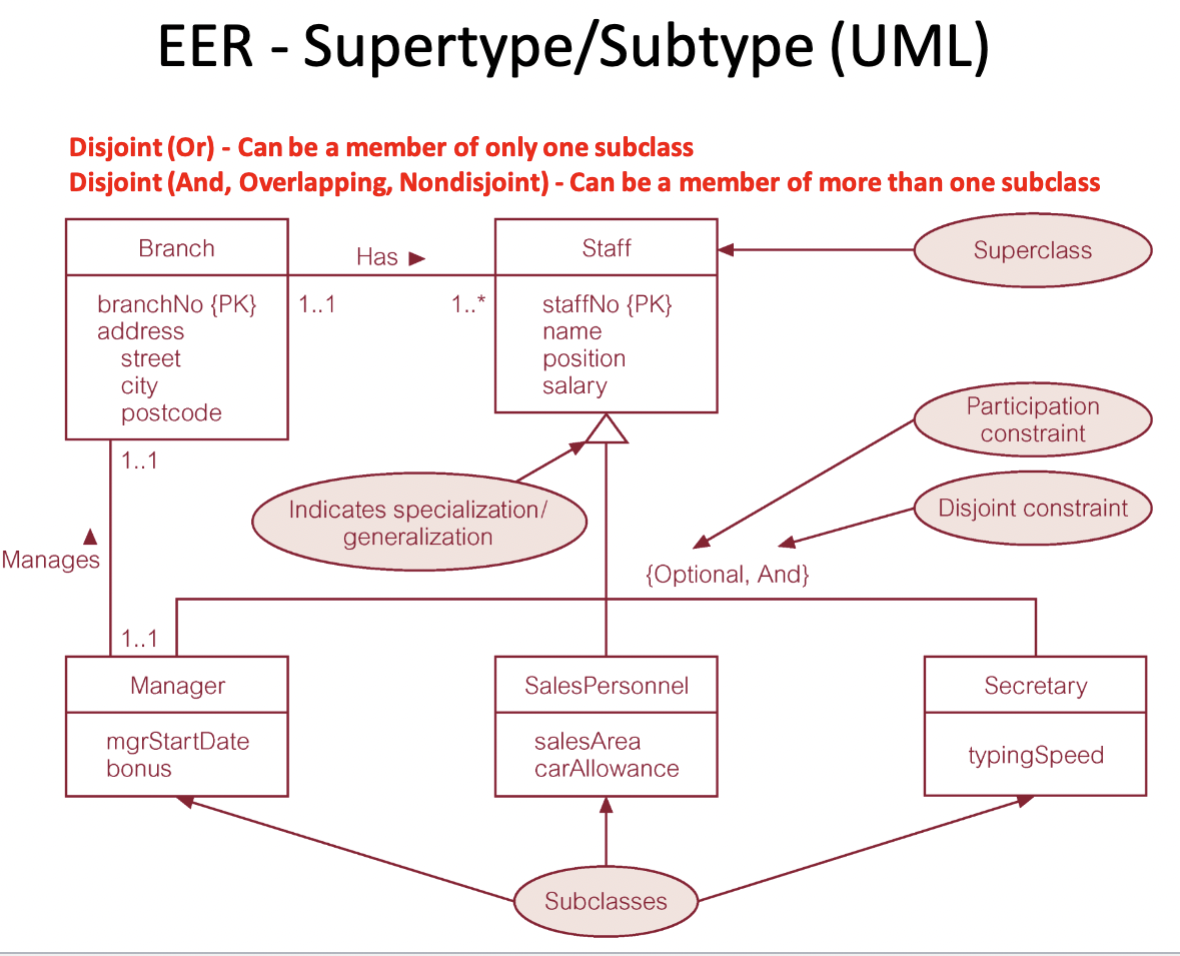 EER - Supertype/Subtype (UML)
Disjoint (Or) - Can be a member of only one subclass
Disjoint (And, Overlapping, Nondisjoint) - Can be a member of more than one subclass
Branch
Has ►
Staff
Superclass
branchNo {PK}
address
street
city
postcode
1..1
1..*
staffNo {PK}
name
position
salary
Participation
constraint
1..1
Indicates specialization/
generalization
Disjoint constraint
▲
Manages
{Optional, And}
1..1
Manager
mgrStartDate
bonus
SalesPersonnel
salesArea
carAllowance
Secretary
typingSpeed
Subclasses